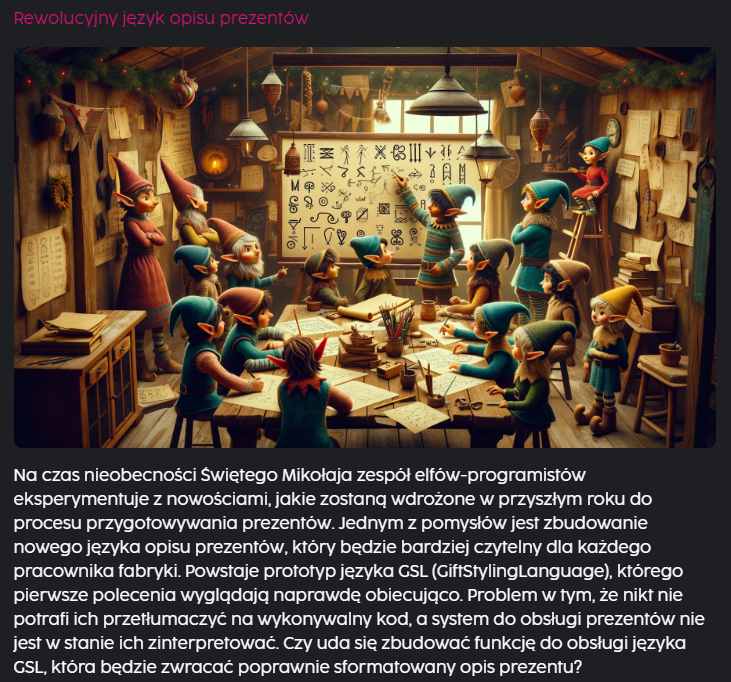 Rewolucyjny język opisu prezentów
Na czas nieobecności Świętego Mikołaja zespół elfów-programistów
eksperymentuje z nowościami, jakie zostaną wdrożone w przyszłym roku do
procesu przygotowywania prezentów. Jednym z pomysłów jest zbudowanie
nowego języka opisu prezentów, który będzie bardziej czytelny dla każdego
pracownika fabryki. Powstaje prototyp języka GSL (GiftStylingLanguage), którego
pierwsze polecenia wyglądają naprawdę obiecująco. Problem w tym, że nikt nie
potrafi ich przetłumaczyć na wykonywalny kod, a system do obsługi prezentów nie
jest w stanie ich zinterpretować. Czy uda się zbudować funkcję do obsługi języka
GSL, która będzie zwracać poprawnie sformatowany opis prezentu?